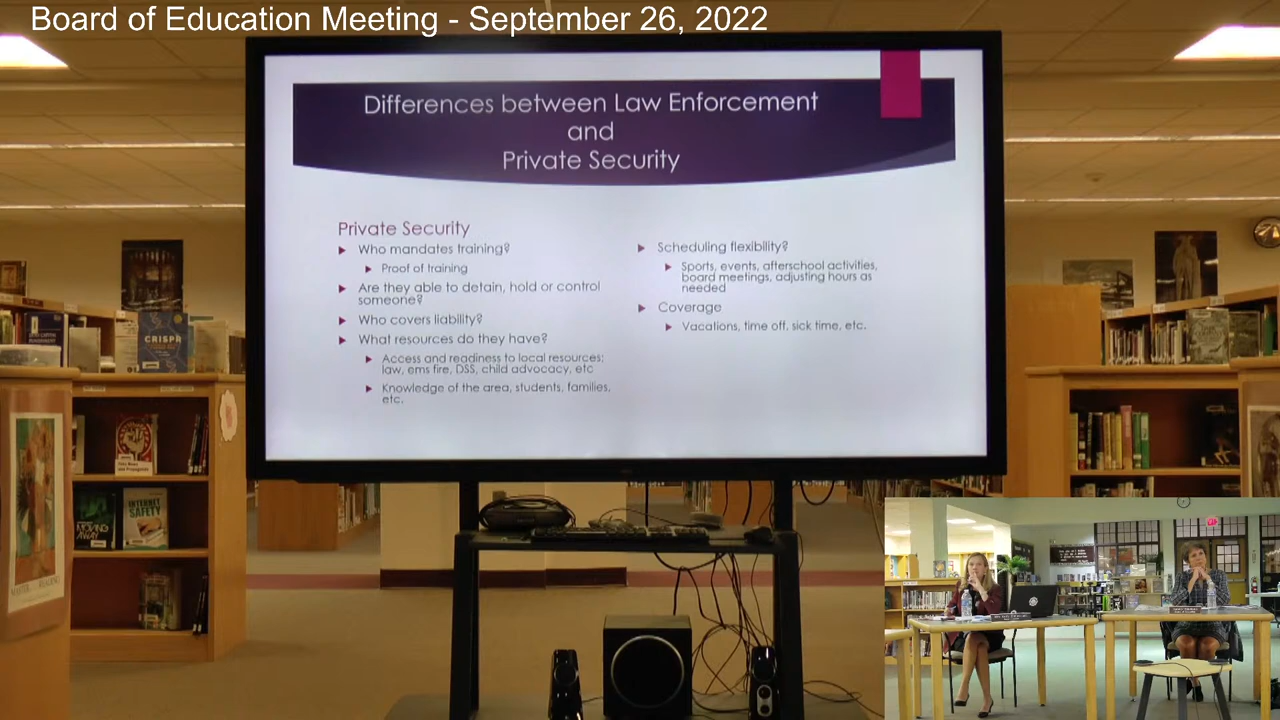 Board of Education Meeting - September 26, 2022
Differences between Law Enforcement
and
Private Security
Private Security
Who mandates training?
Proof of training
Are they able to detain, hold or control
someone?
Who covers liability?
What resources do they have?
Access and readiness to local resources;
law, ems fire, DSS, child advocacy, etc
Knowledge of the area, students, families,
etc.
Scheduling flexibility?
Sports, events, afterschool activities,
board meetings, adjusting hours as
needed
Coverage
Vacations, time off, sick time, etc.
CRISPR
INTERNET
SAFETY
MOVING
AWAY